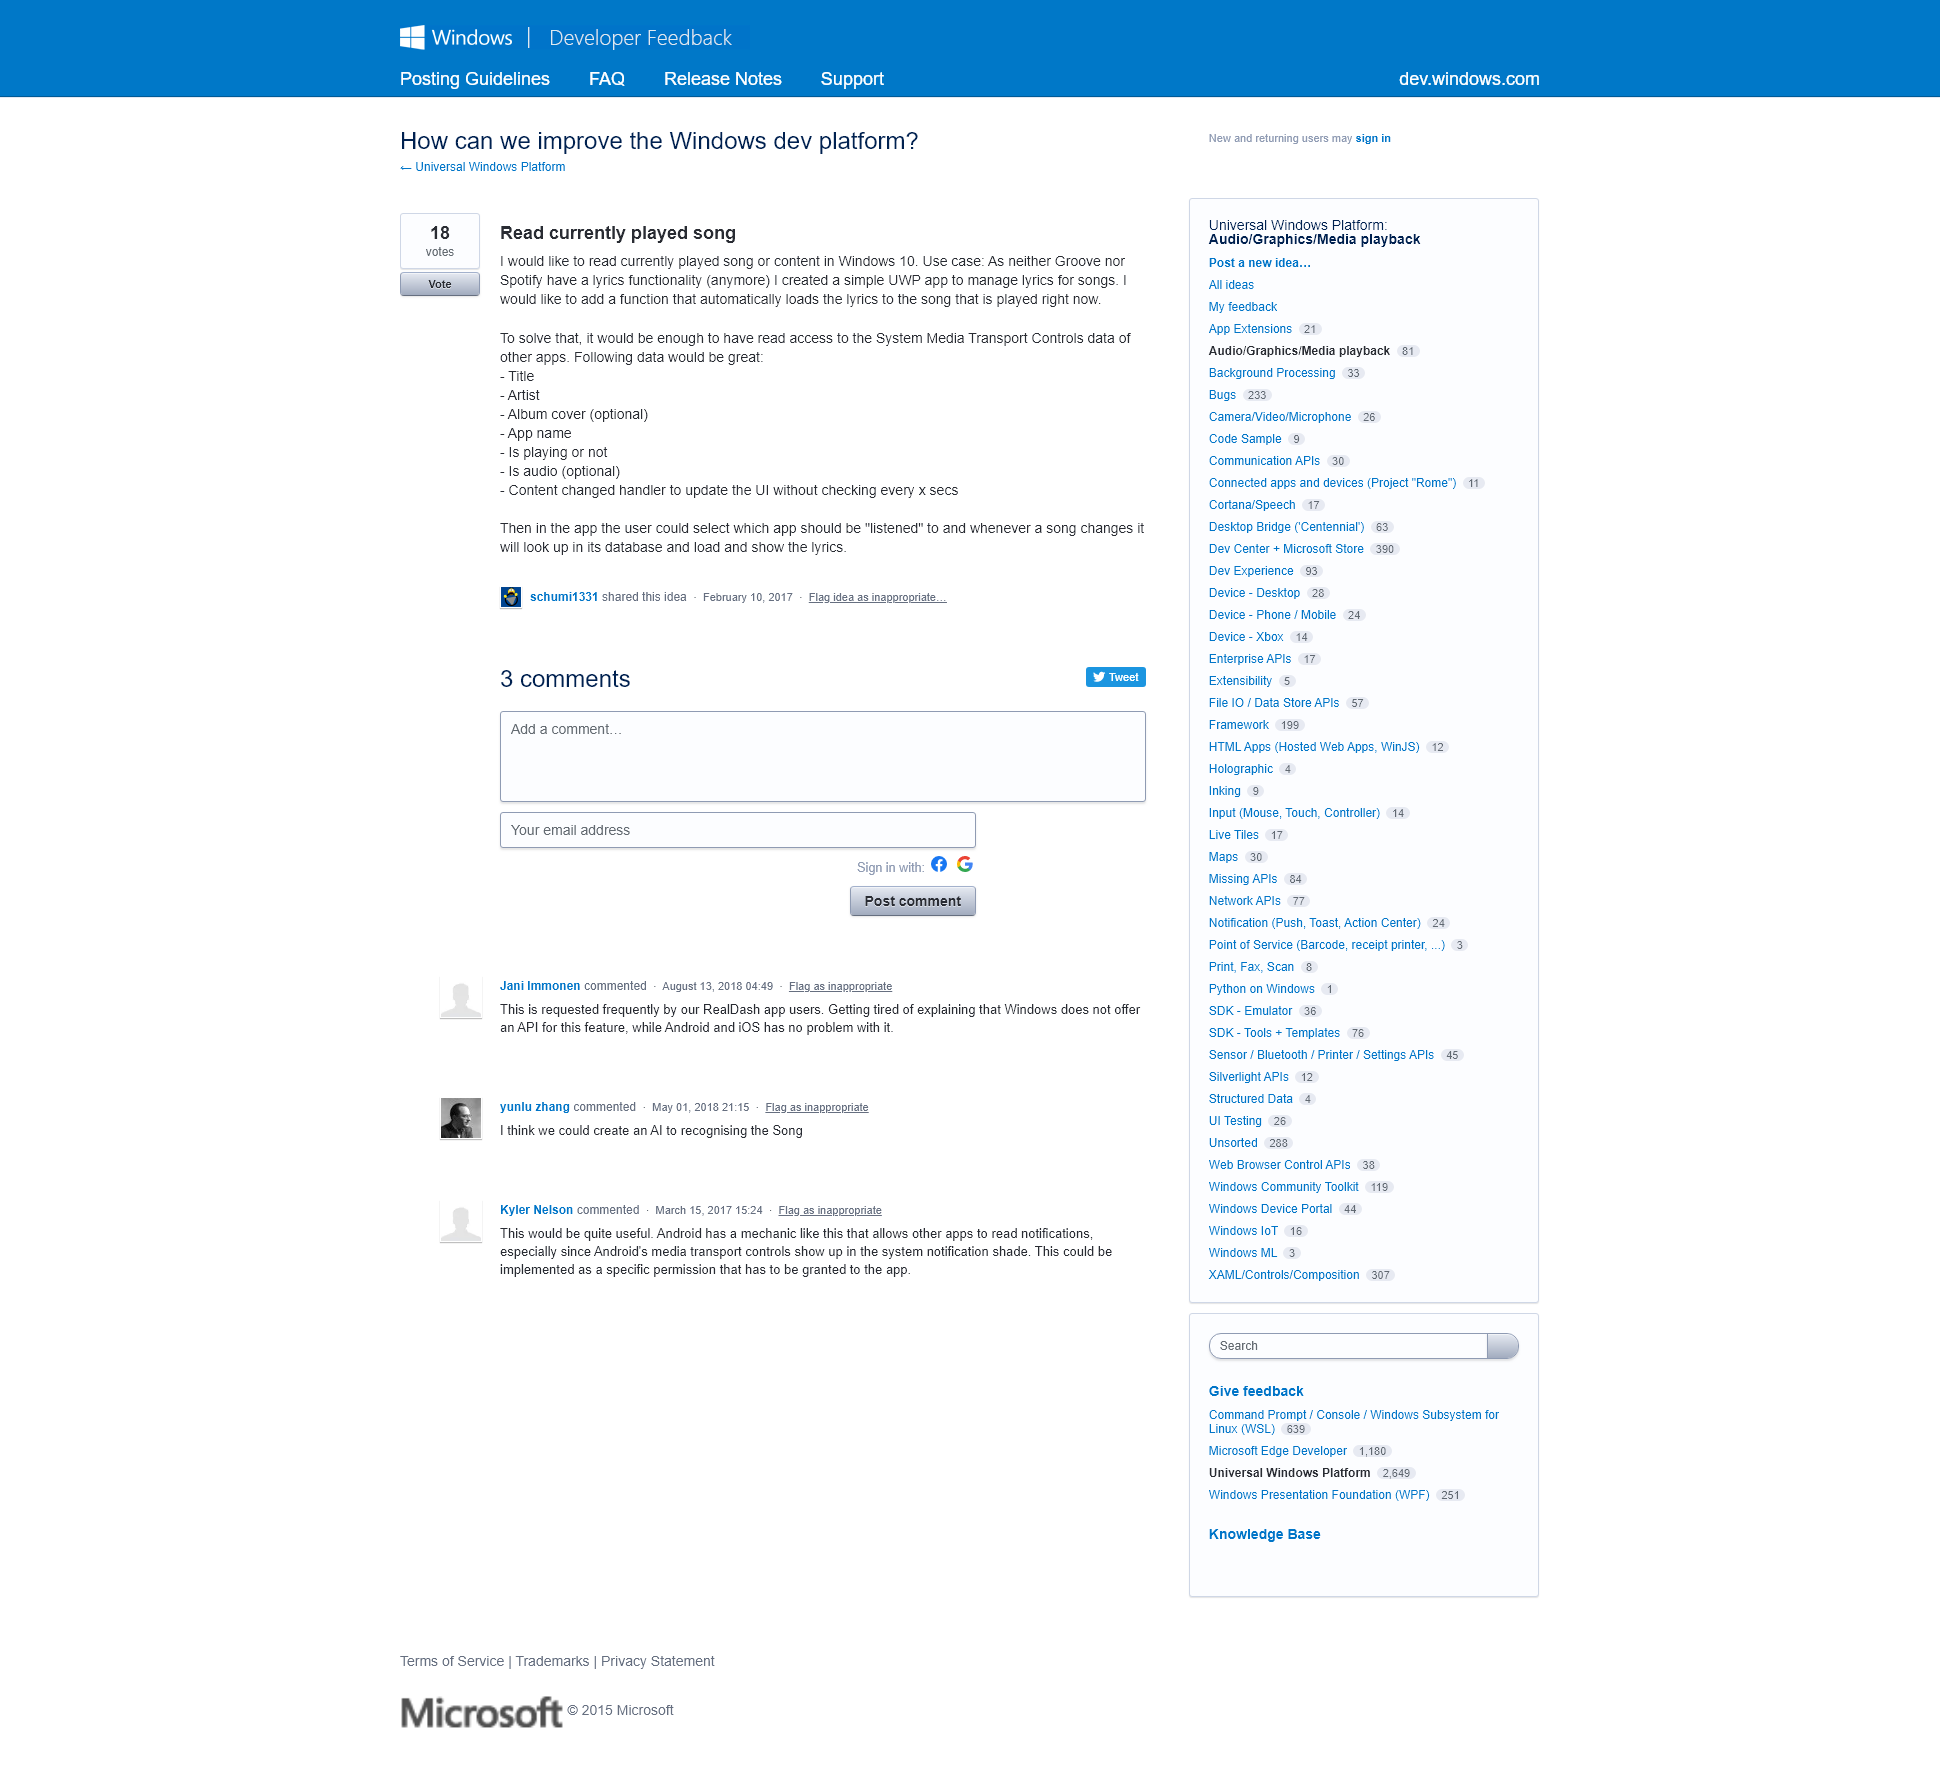 Windows | Developer Feedback
Posting Guidelines FAQ Release Notes Support dev.windows.com
How can we improve the Windows dev platform?
← Universal Windows Platform
New and returning users may sign in
18
votes
Vote
Read currently played song
I would like to read currently played song or content in Windows 10. Use case: As neither Groove nor
Spotify have a lyrics functionality (anymore) I created a simple UWP app to manage lyrics for songs. I
would like to add a function that automatically loads the lyrics to the song that is played right now.
To solve that, it would be enough to have read access to the System Media Transport Controls data of
other apps. Following data would be great:
- Title
- Artist
- Album cover (optional)
- App name
- Is playing or not
- Is audio (optional)
- Content changed handler to update the UI without checking every x secs
Then in the app the user could select which app should be "listened" to and whenever a song changes it
will look up in its database and load and show the lyrics.
schumi1331 shared this idea · February 10, 2017 · Flag idea as inappropriate…
3 comments
Tweet
Add a comment…
Your email address
Sign in with:
Post comment
Jani Immonen commented · August 13, 2018 04:49 · Flag as inappropriate
This is requested frequently by our RealDash app users. Getting tired of explaining that Windows does not offer
an API for this feature, while Android and iOS has no problem with it.
yunlu zhang commented · May 01, 2018 21:15 · Flag as inappropriate
I think we could create an AI to recognising the Song
Kyler Nelson commented · March 15, 2017 15:24 · Flag as inappropriate
This would be quite useful. Android has a mechanic like this that allows other apps to read notifications,
especially since Android's media transport controls show up in the system notification shade. This could be
implemented as a specific permission that has to be granted to the app.
Universal Windows Platform:
Audio/Graphics/Media playback
Post a new idea…
All ideas
My feedback
App Extensions 21
Audio/Graphics/Media playback 81
Background Processing 33
Bugs 233
Camera/Video/Microphone 26
Code Sample 9
Communication APIs 30
Connected apps and devices (Project "Rome") 11
Cortana/Speech 17
Desktop Bridge ('Centennial') 63
Dev Center + Microsoft Store 390
Dev Experience 93
Device - Desktop 28
Device - Phone / Mobile 24
Device - Xbox 14
Enterprise APIs 17
Extensibility 5
File IO / Data Store APIs 57
Framework 199
HTML Apps (Hosted Web Apps, WinJS) 12
Holographic 4
Inking 9
Input (Mouse, Touch, Controller) 14
Live Tiles 17
Maps 30
Missing APIs 84
Network APIs 77
Notification (Push, Toast, Action Center) 24
Point of Service (Barcode, receipt printer, ...) 3
Print, Fax, Scan 8
Python on Windows 1
SDK - Emulator 36
SDK - Tools + Templates 76
Sensor / Bluetooth / Printer / Settings APIs 45
Silverlight APIs 12
Structured Data 4
UI Testing 26
Unsorted 288
Web Browser Control APIs 38
Windows Community Toolkit 119
Windows Device Portal 44
Windows IoT 16
Windows ML 3
XAML/Controls/Composition 307
Search
Give feedback
Command Prompt / Console / Windows Subsystem for
Linux (WSL) 639
Microsoft Edge Developer 1,180
Universal Windows Platform 2,649
Windows Presentation Foundation (WPF) 251
Knowledge Base
Terms of Service | Trademarks | Privacy Statement
Microsoft © 2015 Microsoft